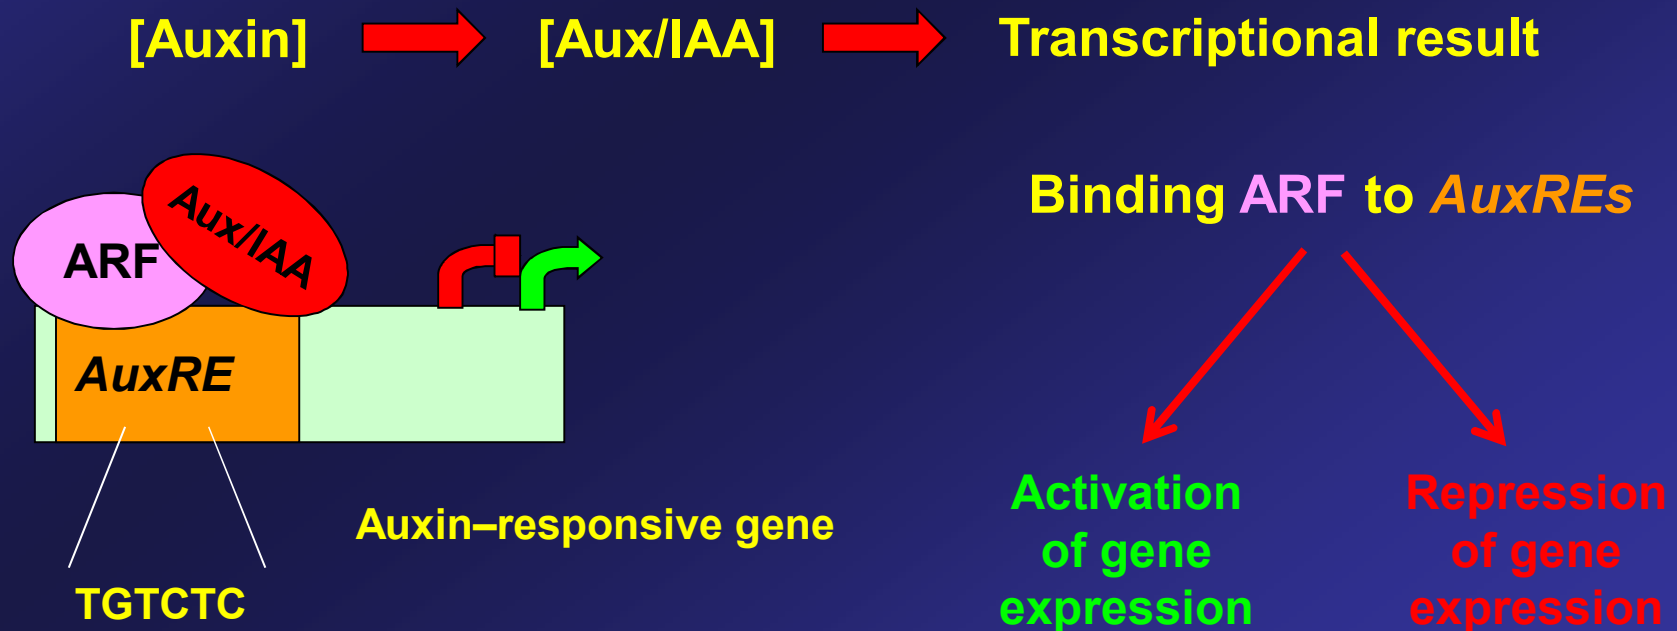 [Auxin] [Aux/IAA] Transcriptional result
Binding ARF to AuxREs
Aux/IAA
ARF
AuxRE
Auxin–responsive gene
TGTCTC
Activation
of gene
expression
Repression
of gene
expression